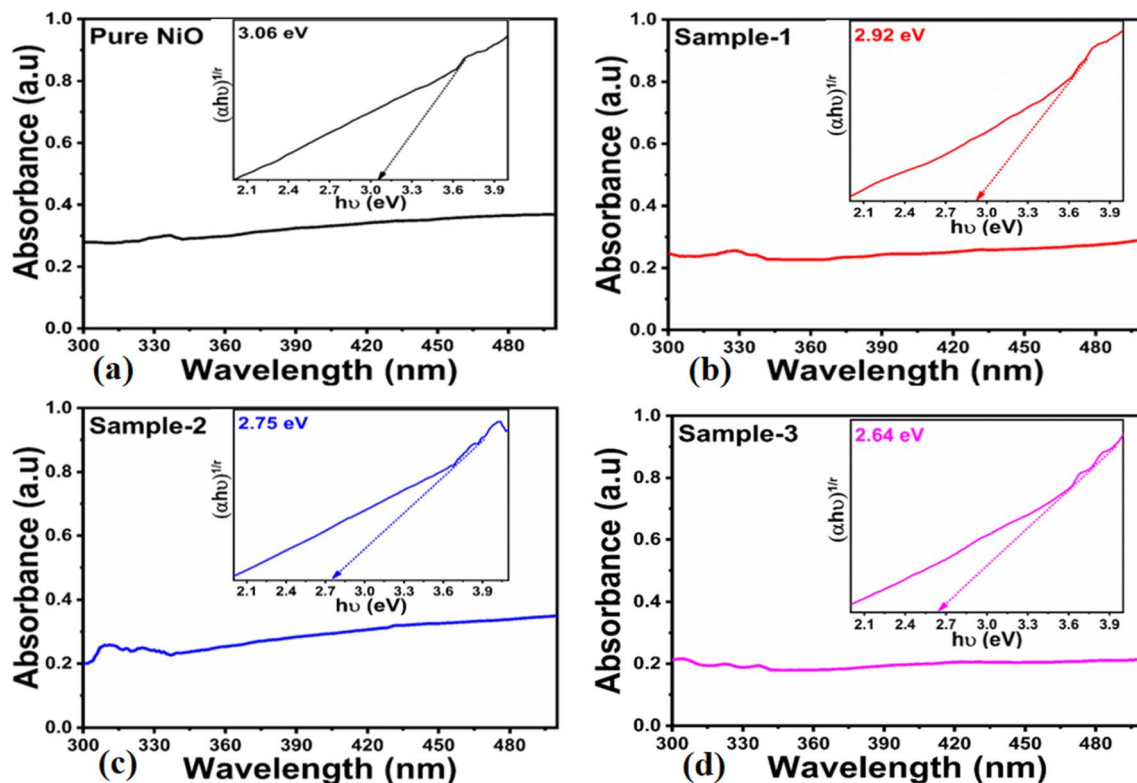 Pure NiO
3.06 eV
(αhυ)1/r
2.1 2.4 2.7 3.0 3.3 3.6 3.9
hυ (eV)
Absorbance (a.u)
1.0
0.8
0.6
0.4
0.2
0.0
300 330 360 390 420 450 480
(a) Wavelength (nm)
Sample-1
2.92 eV
(αhυ)1/r
2.1 2.4 2.7 3.0 3.3 3.6 3.9
hυ (eV)
Absorbance (a.u)
1.0
0.8
0.6
0.4
0.2
0.0
300 330 360 390 420 450 480
(b) Wavelength (nm)
Sample-2
2.75 eV
(αhυ)1/r
2.1 2.4 2.7 3.0 3.3 3.6 3.9
hυ (eV)
Absorbance (a.u)
1.0
0.8
0.6
0.4
0.2
0.0
300 330 360 390 420 450 480
(c) Wavelength (nm)
Sample-3
2.64 eV
(αhυ)1/r
2.1 2.4 2.7 3.0 3.3 3.6 3.9
hυ (eV)
Absorbance (a.u)
1.0
0.8
0.6
0.4
0.2
0.0
300 330 360 390 420 450 480
(d) Wavelength (nm)